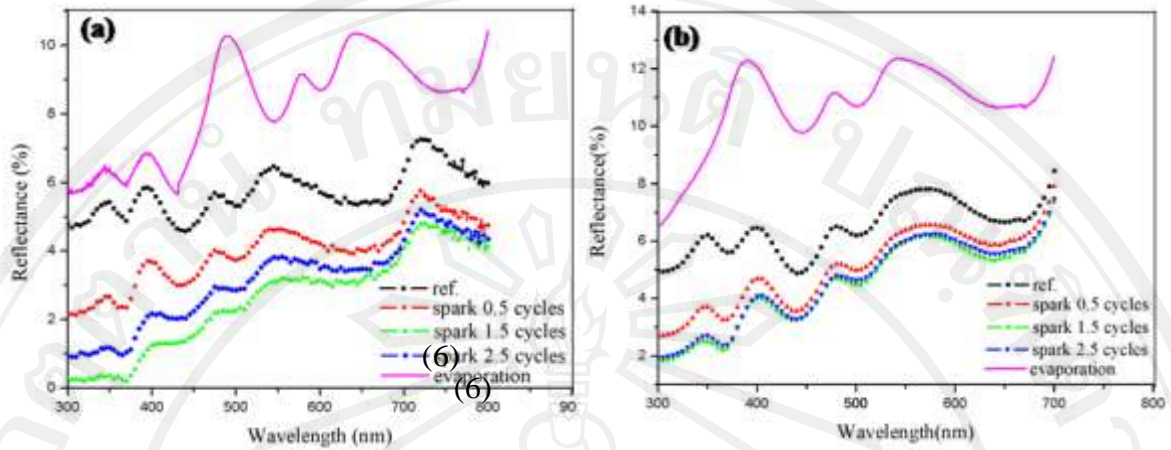 (a)
10
8
6
4
2
0
Reflectance (%)
ref.
spark 0.5 cycles
spark 1.5 cycles
spark 2.5 cycles
evaporation
(6)
(6)
300 400 500 600 700 800 90
Wavelength (nm)
(b)
14
12
10
8
6
4
2
Reflectance(%)
ref.
spark 0.5 cycles
spark 1.5 cycles
spark 2.5 cycles
evaporation
300 400 500 600 700 800
Wavelength(nm)